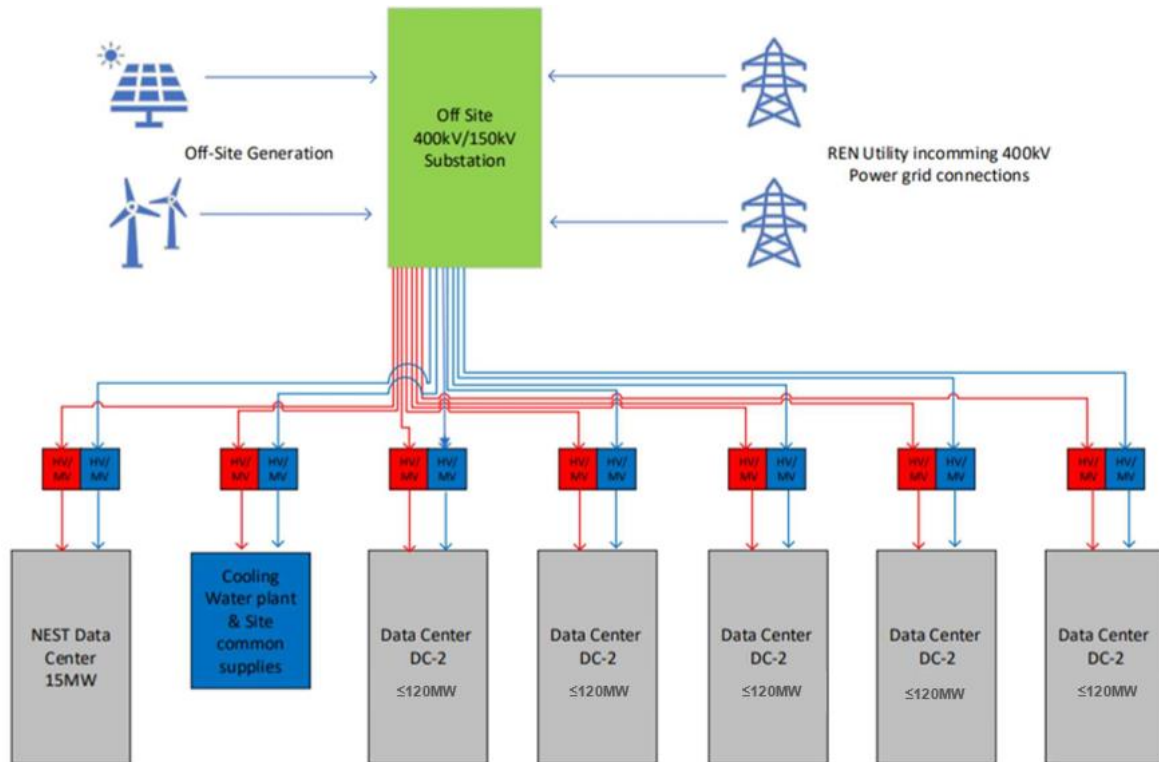 Off Site
400kV/150kV
Substation
Off-Site Generation
REN Utility incomming 400kV
Power grid connections
HV/
MV
HV/
MV
HV/
MV
HV/
MV
HV/
MV
HV/
MV
HV/
MV
HV/
MV
HV/
MV
HV/
MV
HV/
MV
HV/
MV
HV/
MV
HV/
MV
NEST Data
Center
15MW
Cooling
Water plant
& Site
common
supplies
Data Center
DC-2
≤120MW
Data Center
DC-2
≤120MW
Data Center
DC-2
≤120MW
Data Center
DC-2
≤120MW
Data Center
DC-2
≤120MW